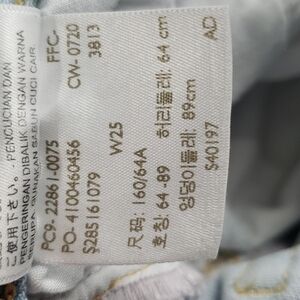 ご使用下さい。- PENCUCIAN DAN
PENGERINGAN DIBALIK DENGAN WARNA
SERUPA. GUNAKAN SABUN CUCI CAIR.
PC9- 22861-0075 FFC-
PO-4100460456 CW- 0720
S285161079 3813
W25
尺码: 160/64A
호칭: 64 -89 허리둘레: 64 cm
엉덩이둘레: 89cm
S40197 AD